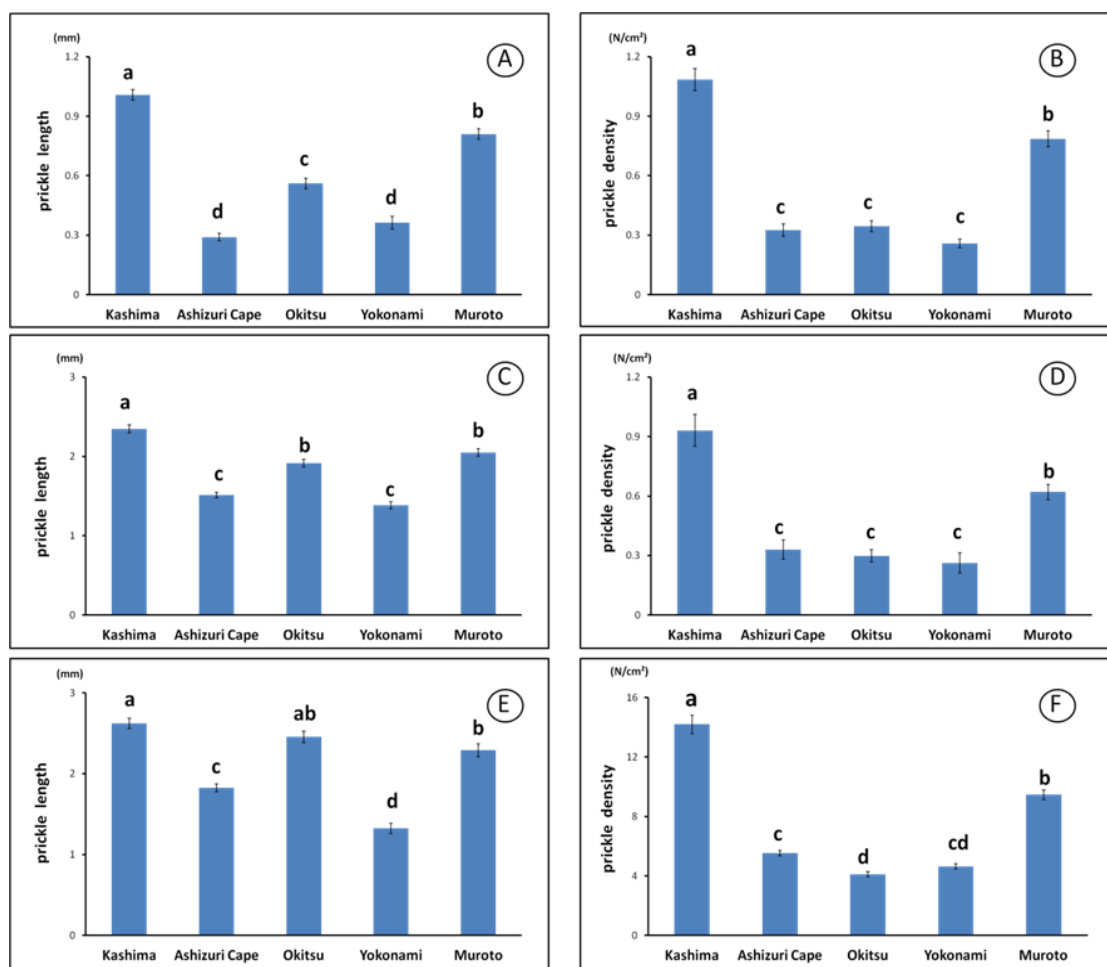 (mm)
A
1.2
0.9
0.6
0.3
0
prickle length
a
d
c
d
b
Kashima Ashizuri Cape Okitsu Yokonami Muroto
(N/cm²)
B
1.2
0.9
0.6
0.3
0
prickle density
a
c
c
c
b
Kashima Ashizuri Cape Okitsu Yokonami Muroto
(mm)
C
3
2
1
0
prickle length
a
c
b
c
b
Kashima Ashizuri Cape Okitsu Yokonami Muroto
(N/cm²)
D
1.2
0.9
0.6
0.3
0
prickle density
a
c
c
c
b
Kashima Ashizuri Cape Okitsu Yokonami Muroto
(mm)
E
3
2
1
0
prickle length
a
c
ab
d
b
Kashima Ashizuri Cape Okitsu Yokonami Muroto
(N/cm²)
F
16
12
8
4
0
prickle density
a
c
d
cd
b
Kashima Ashizuri Cape Okitsu Yokonami Muroto